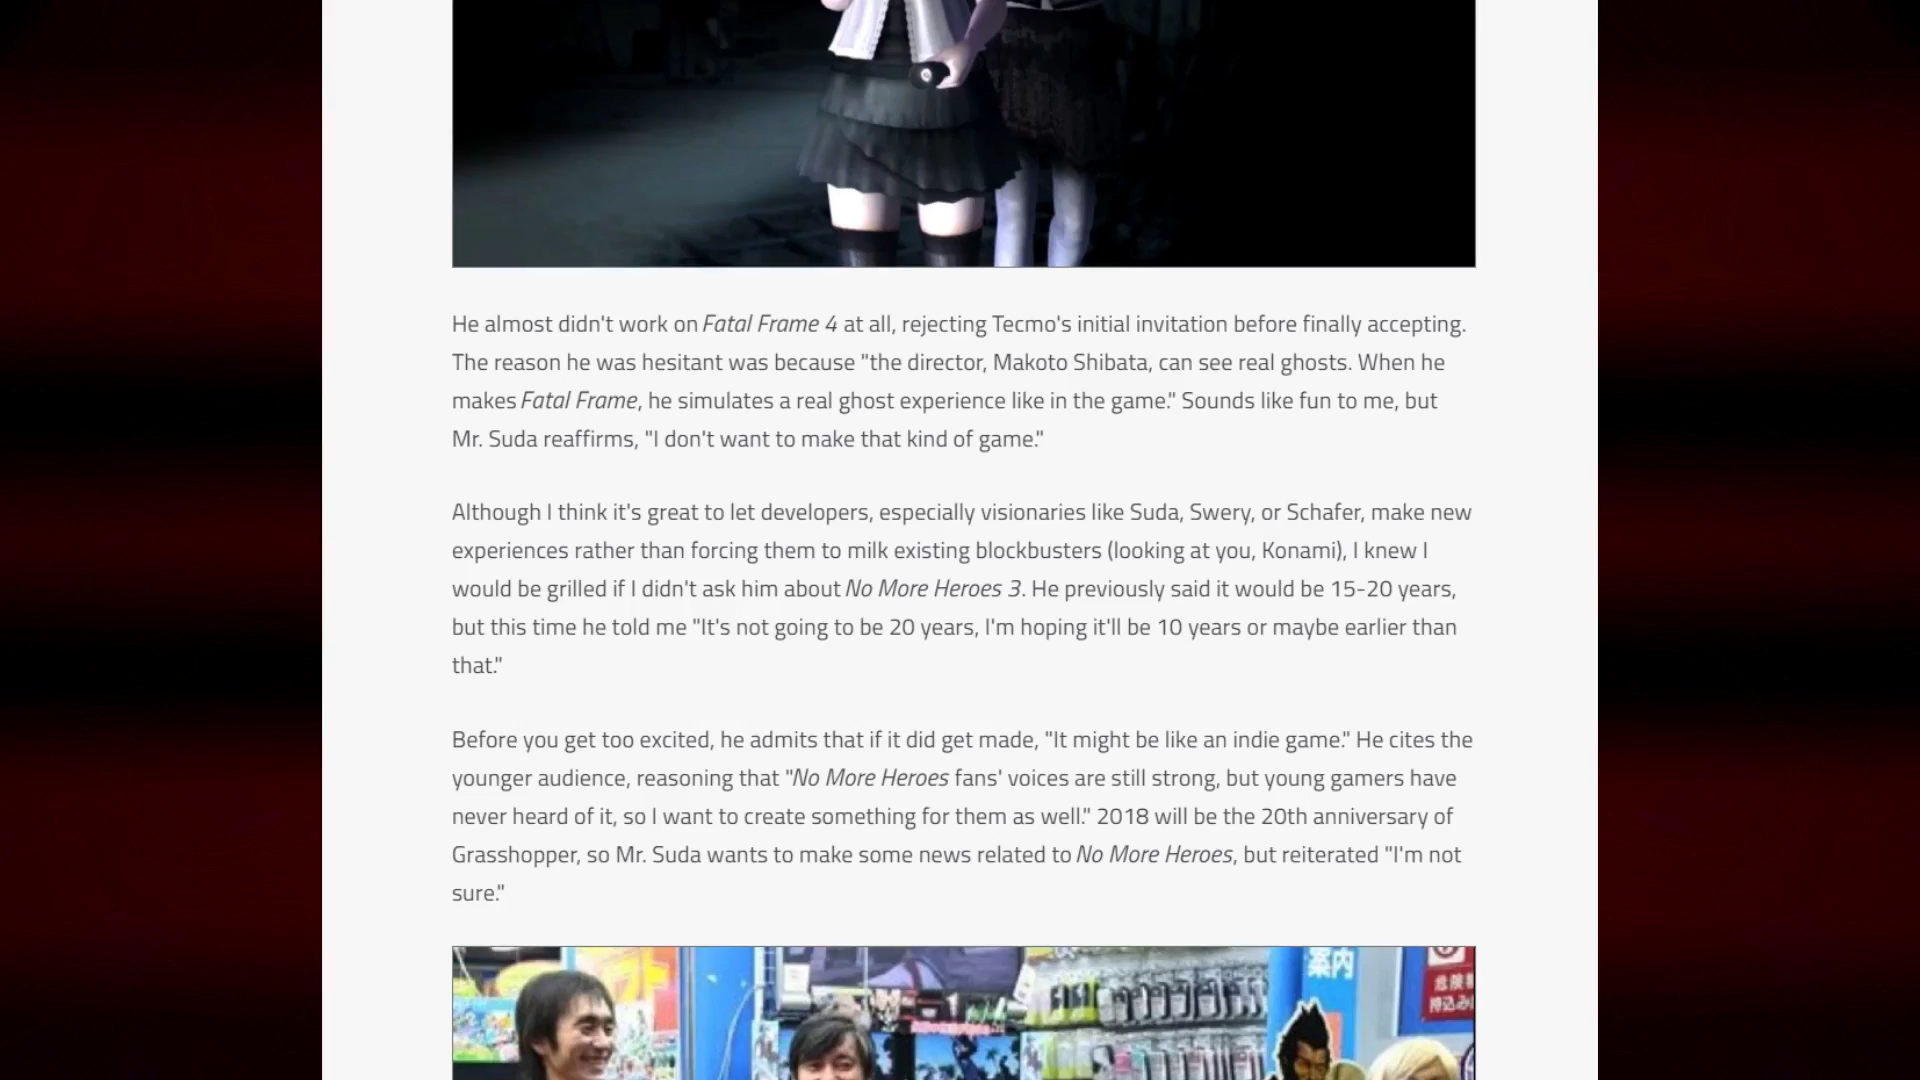 He almost didn't work on Fatal Frame 4 at all, rejecting Tecmo's initial invitation before finally accepting.
The reason he was hesitant was because "the director, Makoto Shibata, can see real ghosts. When he
makes Fatal Frame, he simulates a real ghost experience like in the game." Sounds like fun to me, but
Mr. Suda reaffirms, "I don't want to make that kind of game."
Although I think it's great to let developers, especially visionaries like Suda, Swery, or Schafer, make new
experiences rather than forcing them to milk existing blockbusters (looking at you, Konami), I knew I
would be grilled if I didn't ask him about No More Heroes 3. He previously said it would be 15-20 years,
but this time he told me "It's not going to be 20 years, I'm hoping it'll be 10 years or maybe earlier than
that."
Before you get too excited, he admits that if it did get made, "It might be like an indie game." He cites the
younger audience, reasoning that "No More Heroes fans' voices are still strong, but young gamers have
never heard of it, so I want to create something for them as well." 2018 will be the 20th anniversary of
Grasshopper, so Mr. Suda wants to make some news related to No More Heroes, but reiterated "I'm not
sure."
案内